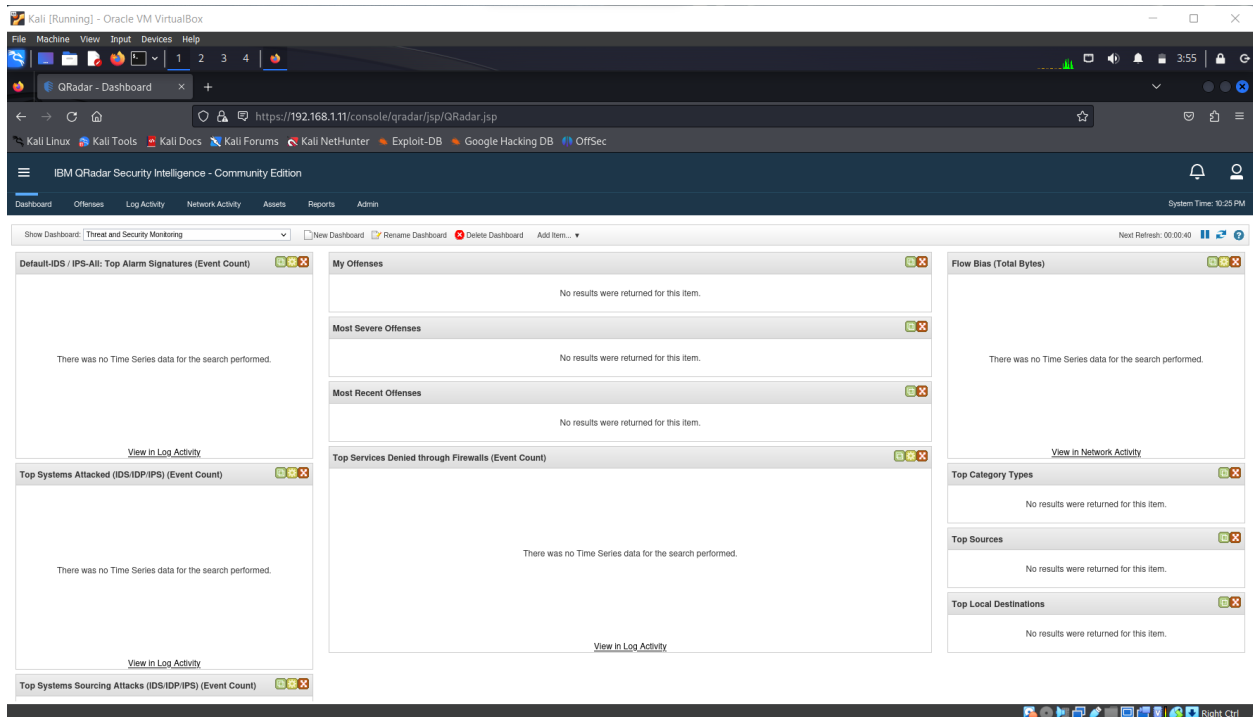 Kali [Running] - Oracle VM VirtualBox
File Machine View Input Devices Help
1 2 3 4 3:55
QRadar - Dashboard
https://192.168.1.11/console/qradar/jsp/QRadar.jsp
Kali Linux Kali Tools Kali Docs Kali Forums Kali NetHunter Exploit-DB Google Hacking DB OffSec
IBM QRadar Security Intelligence - Community Edition
Dashboard Offenses Log Activity Network Activity Assets Reports Admin System Time: 10:25 PM
Show Dashboard: Threat and Security Monitoring New Dashboard Rename Dashboard Delete Dashboard Add Item... Next Refresh: 00:00:40
Default-IDS / IPS-All: Top Alarm Signatures (Event Count)
There was no Time Series data for the search performed.
View in Log Activity
Top Systems Attacked (IDS/IDP/IPS) (Event Count)
There was no Time Series data for the search performed.
View in Log Activity
Top Systems Sourcing Attacks (IDS/IDP/IPS) (Event Count)
My Offenses
No results were returned for this item.
Most Severe Offenses
No results were returned for this item.
Most Recent Offenses
No results were returned for this item.
Top Services Denied through Firewalls (Event Count)
There was no Time Series data for the search performed.
View in Log Activity
Flow Bias (Total Bytes)
There was no Time Series data for the search performed.
View in Network Activity
Top Category Types
No results were returned for this item.
Top Sources
No results were returned for this item.
Top Local Destinations
No results were returned for this item.
Right Ctrl